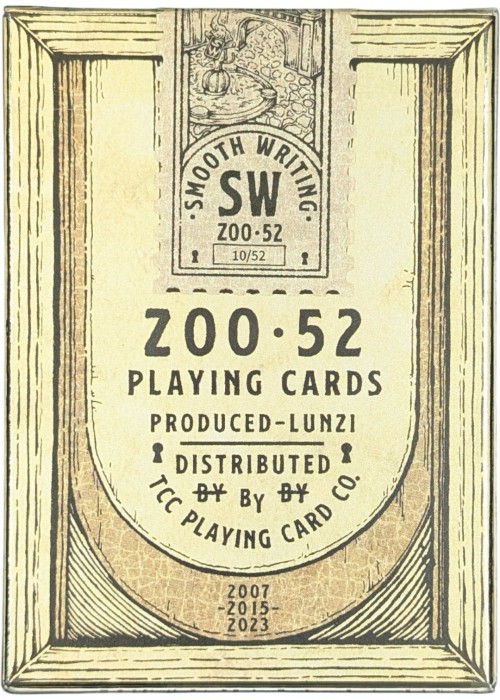 ·SMOOTH WRITING·
SW
ZOO·52
10/52
ZOO·52
PLAYING CARDS
PRODUCED-LUNZI
DISTRIBUTED
BY BY BY
TCC PLAYING CARD CO.
2007
-2015-
2023